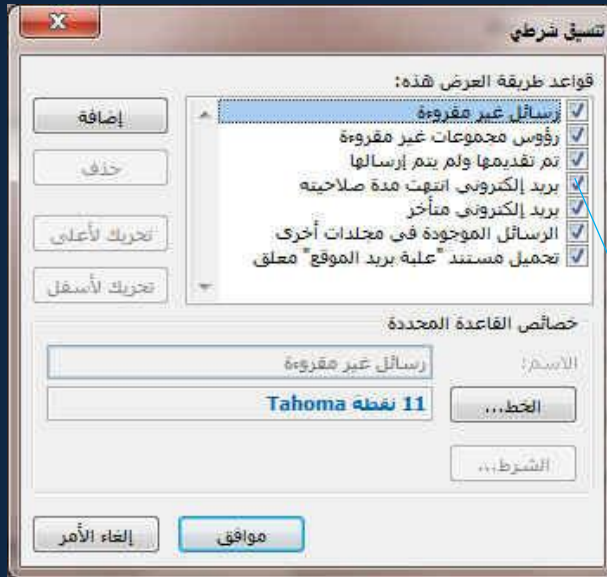 تنسيق شرطي
قواعد طريقة العرض هذه:
رسائل غير مقروءة
رؤوس مجموعات غير مقروءة
تم تقديمها ولم يتم إرسالها
بريد إلكتروني انتهت مدة صلاحيته
بريد إلكتروني متأخر
الرسائل الموجودة في مجلدات أخرى
تحميل مستند "علبة بريد الموقع" معلق
إضافة
حذف
تحريك لأعلى
تحريك لأسفل
خصائص القاعدة المحددة
الاسم:
رسائل غير مقروءة
الخط...
11 نقطة Tahoma
الشرط...
موافق
إلغاء الأمر